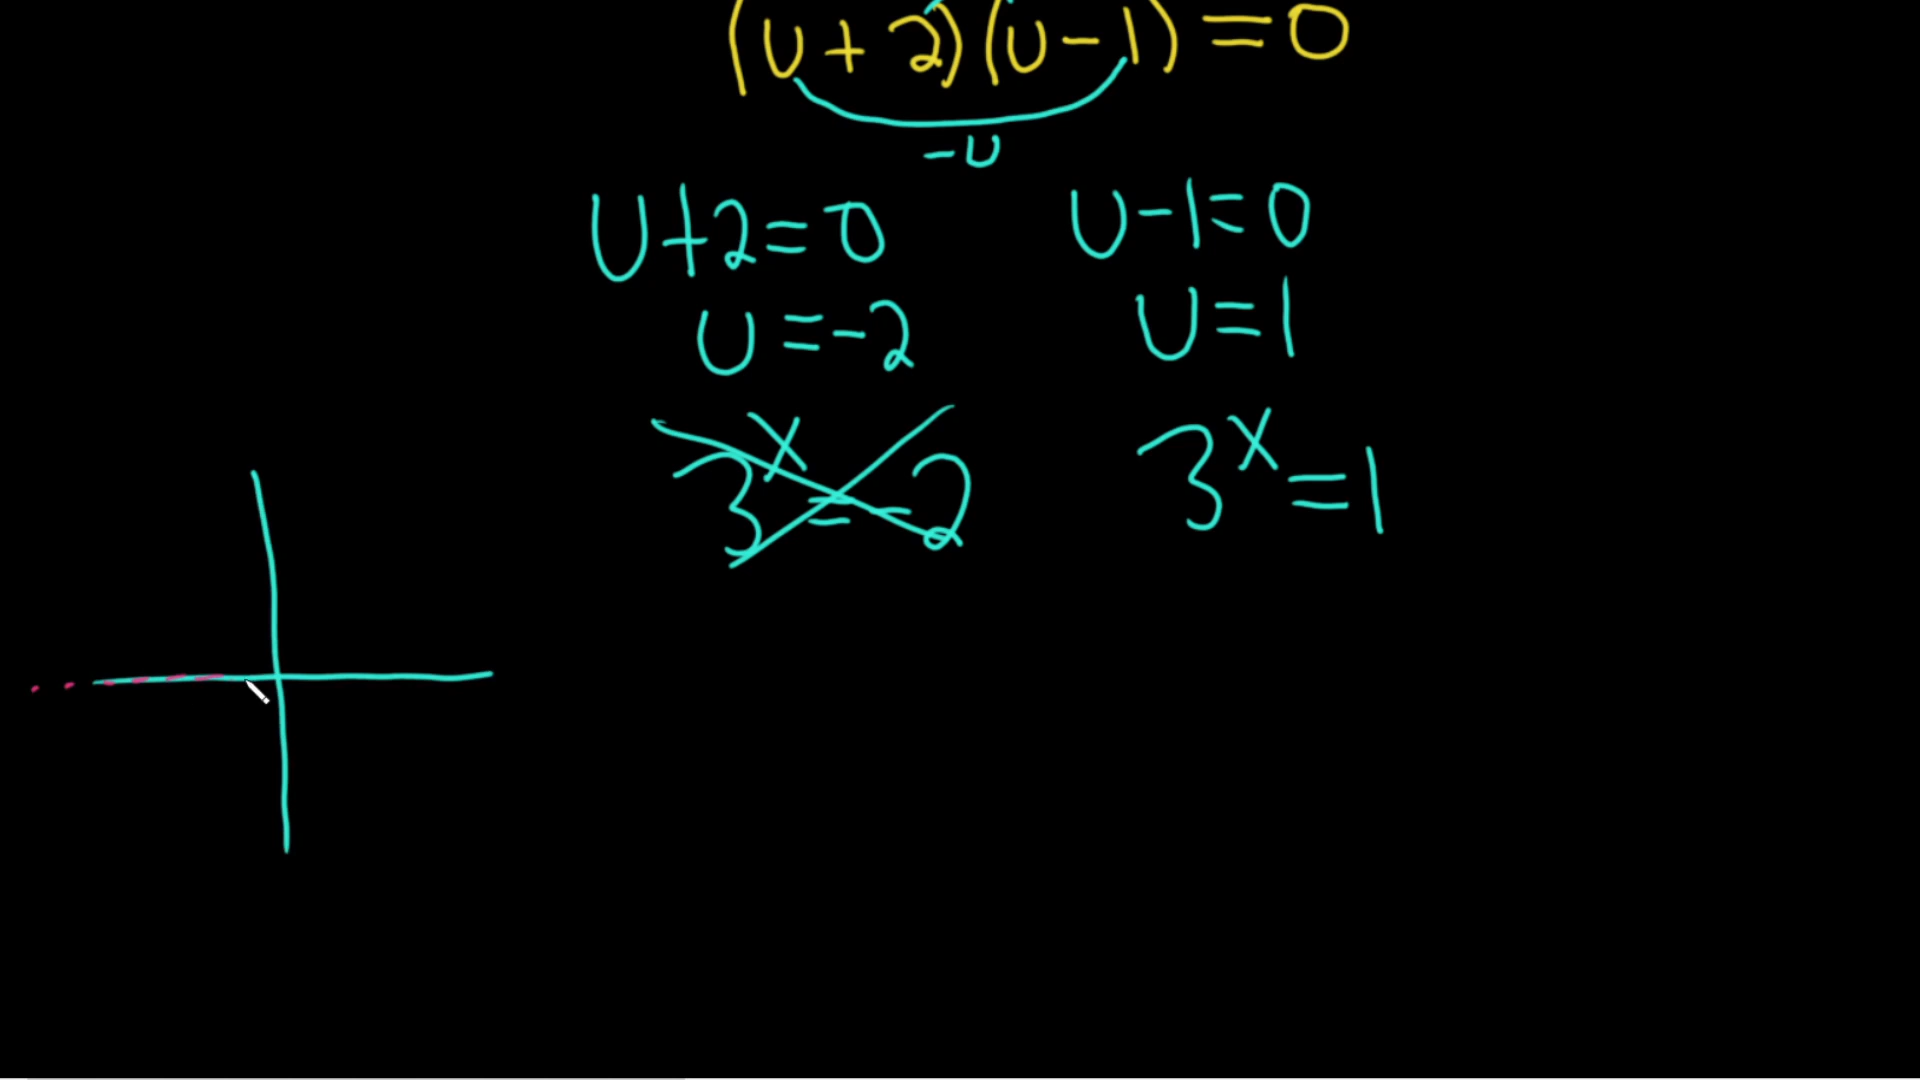 (u + 2)(u - 1) = 0
-u
u + 2 = 0
u - 1 = 0
u = -2
u = 1
3^x = -2
3^x = 1